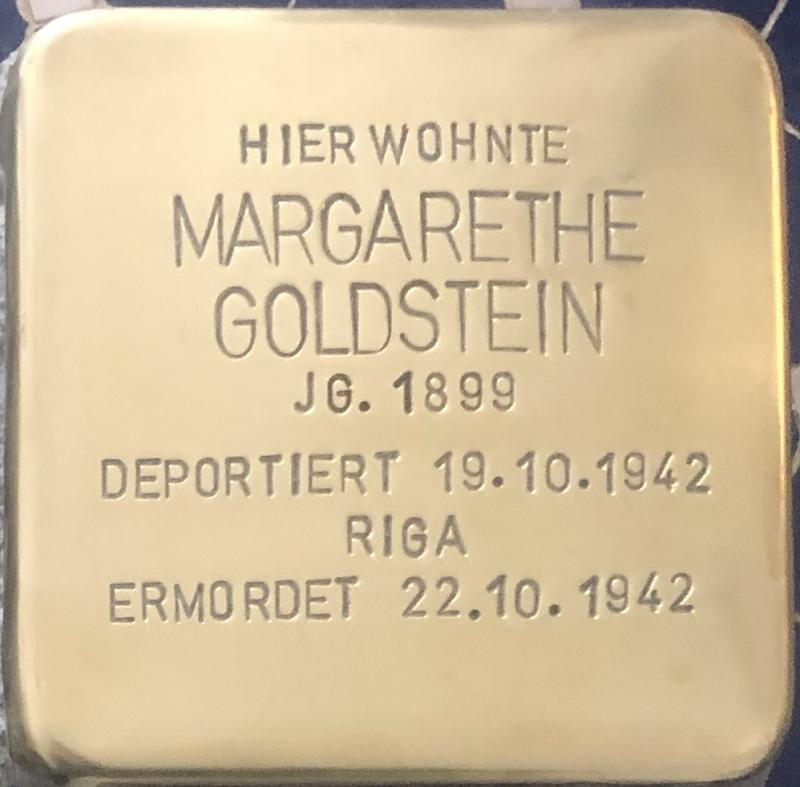 HIER WOHNTE
MARGARETHE
GOLDSTEIN
JG. 1899
DEPORTIERT 19.10.1942
RIGA
ERMORDET 22.10.1942